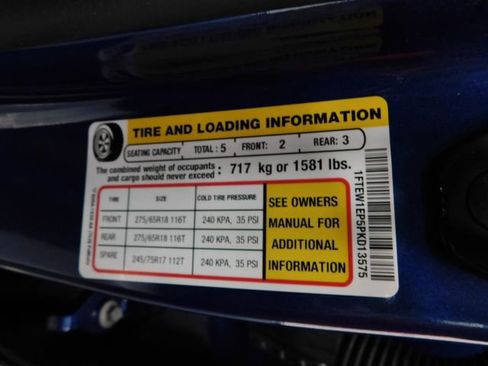 TIRE AND LOADING INFORMATION
SEATING CAPACITY TOTAL : 5 FRONT: 2 REAR: 3
The combined weight of occupants
and cargo should never exceed : 717 kg or 1581 lbs.
TIRE SIZE COLD TIRE PRESSURE
FRONT 275/65R18 116T 240 KPA, 35 PSI
REAR 275/65R18 116T 240 KPA, 35 PSI
SPARE 245/75R17 112T 240 KPA, 35 PSI
SEE OWNERS
MANUAL FOR
ADDITIONAL
INFORMATION
1FTEW1EP5PKD13575